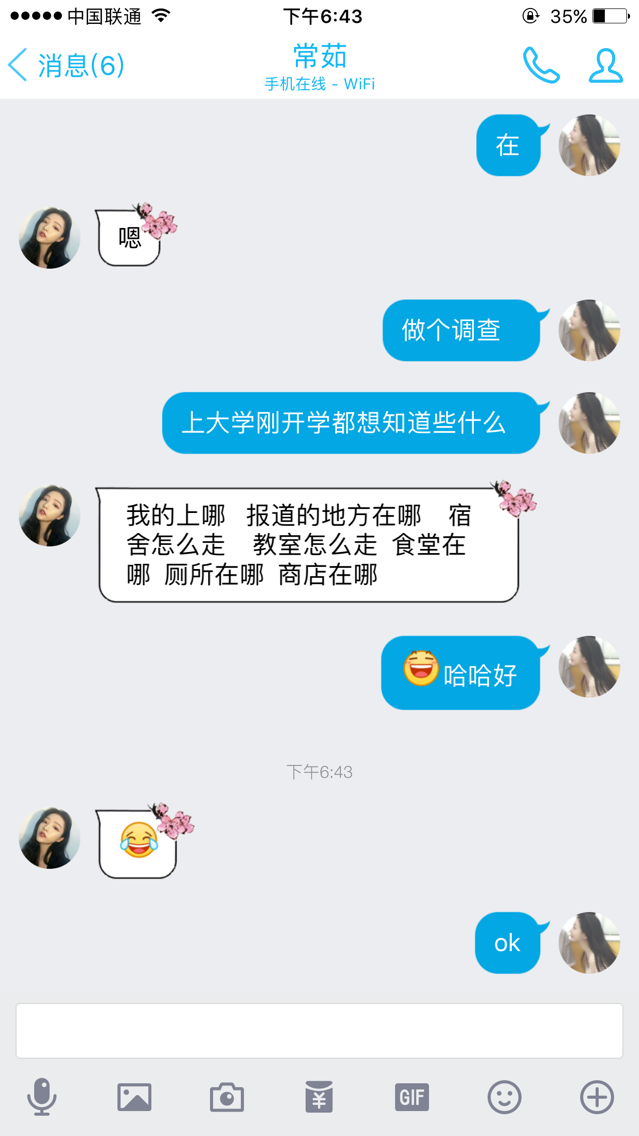 中国联通 下午6:43 35%
消息(6) 常茹
手机在线 - WiFi
在
嗯
做个调查
上大学刚开学都想知道些什么
我的上哪 报道的地方在哪 宿
舍怎么走 教室怎么走 食堂在
哪 厕所在哪 商店在哪
哈哈好
下午6:43
ok
GIF